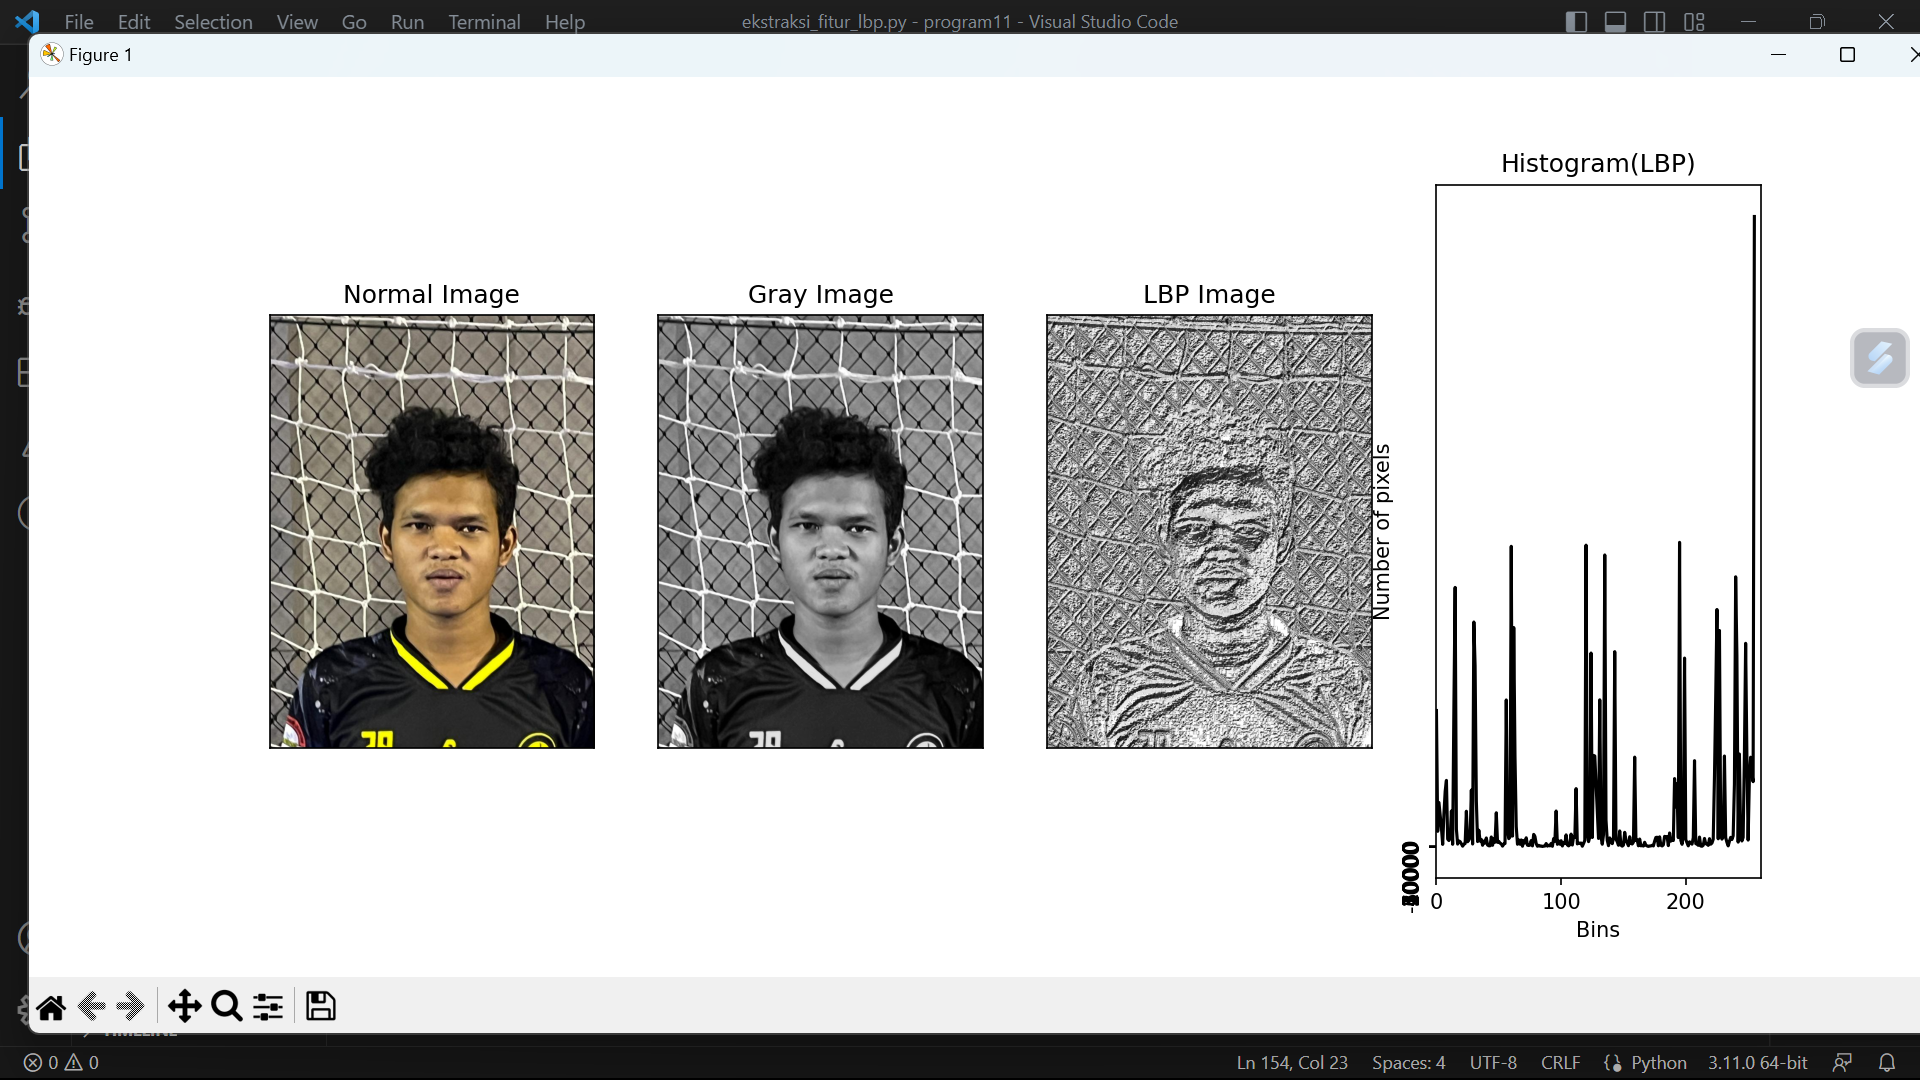 File Edit Selection View Go Run Terminal Help
ekstraksi_fitur_lbp.py - program11 - Visual Studio Code
Figure 1
Normal Image
Gray Image
LBP Image
Histogram(LBP)
Number of pixels
0 100 200
Bins
TIMELINE
0 0
Ln 154, Col 23 Spaces: 4 UTF-8 CRLF Python 3.11.0 64-bit